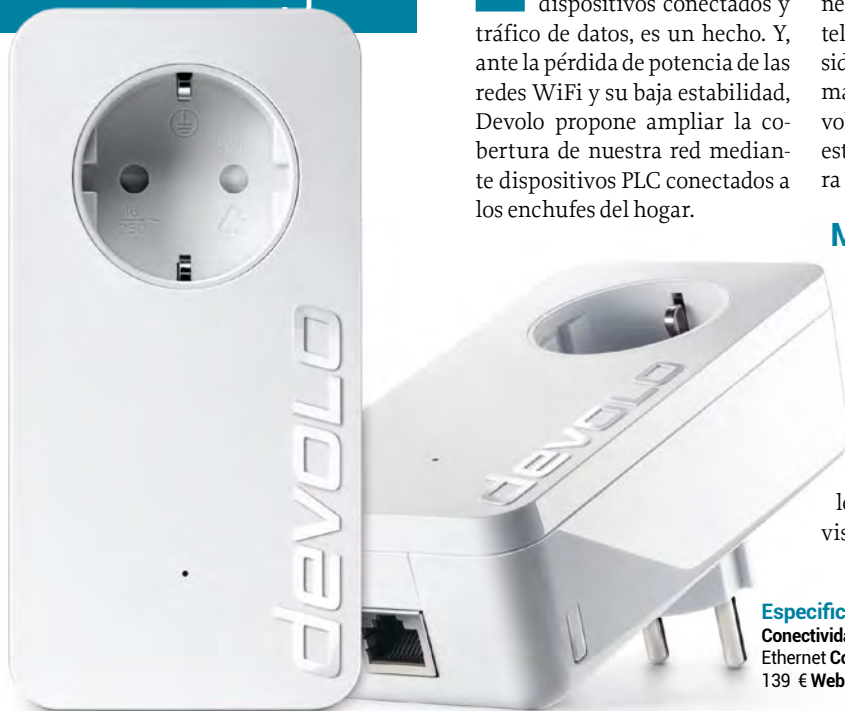 dispositivos conectados y
tráfico de datos, es un hecho. Y,
ante la pérdida de potencia de las
redes WiFi y su baja estabilidad,
Devolo propone ampliar la co-
bertura de nuestra red median-
te dispositivos PLC conectados a
los enchufes del hogar.
devolo
devolo
Ethernet
139 € Web